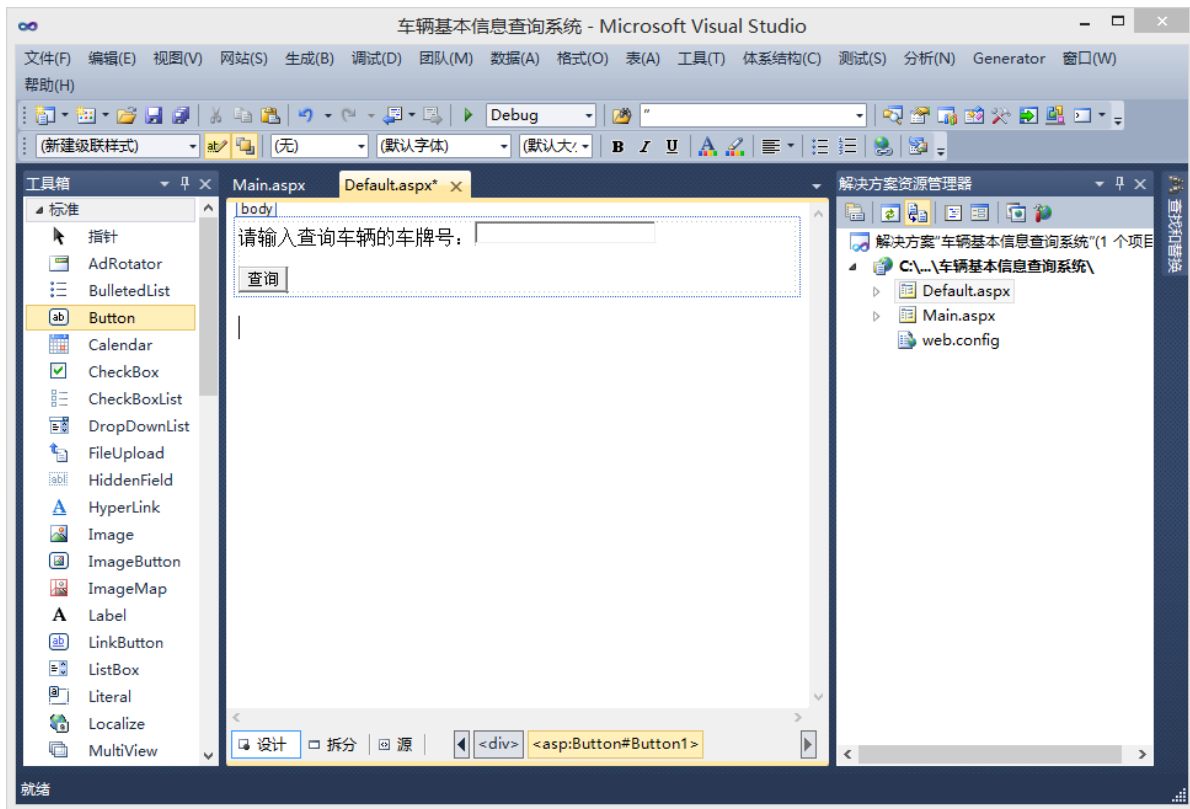 车辆基本信息查询系统 - Microsoft Visual Studio
文件(F) 编辑(E) 视图(V) 网站(S) 生成(B) 调试(D) 团队(M) 数据(A) 格式(O) 表(A) 工具(T) 体系结构(C) 测试(S) 分析(N) Generator 窗口(W)
帮助(H)
Debug "
(新建级联样式) (无) (默认字体) (默认大 B I U A
工具箱
标准
指针
AdRotator
BulletedList
Button
Calendar
CheckBox
CheckBoxList
DropDownList
FileUpload
HiddenField
HyperLink
Image
ImageButton
ImageMap
Label
LinkButton
ListBox
Literal
Localize
MultiView
Main.aspx Default.aspx*
body
请输入查询车辆的车牌号：
查询
设计 拆分 源 <div> <asp:Button#Button1>
解决方案资源管理器
解决方案"车辆基本信息查询系统"(1 个项目
C:\...\车辆基本信息查询系统\
Default.aspx
Main.aspx
web.config
查找和替换
就绪